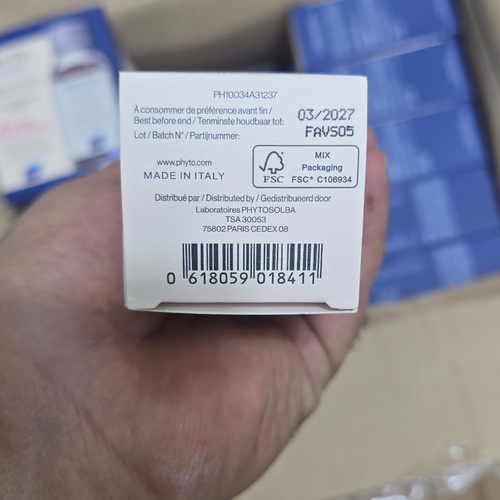 PH10034A31237
À consommer de préférence avant fin /
Best before end / Tenminste houdbaar tot: 03/2027
Lot / Batch N° / Partijnummer: FAVS05
www.phyto.com
MADE IN ITALY
FSC
MIX
Packaging
FSC® C106934
Distribué par / Distributed by / Gedistribueerd door
Laboratoires PHYTOSOLBA
TSA 30053
75802 PARIS CEDEX 08
0 618059 018411